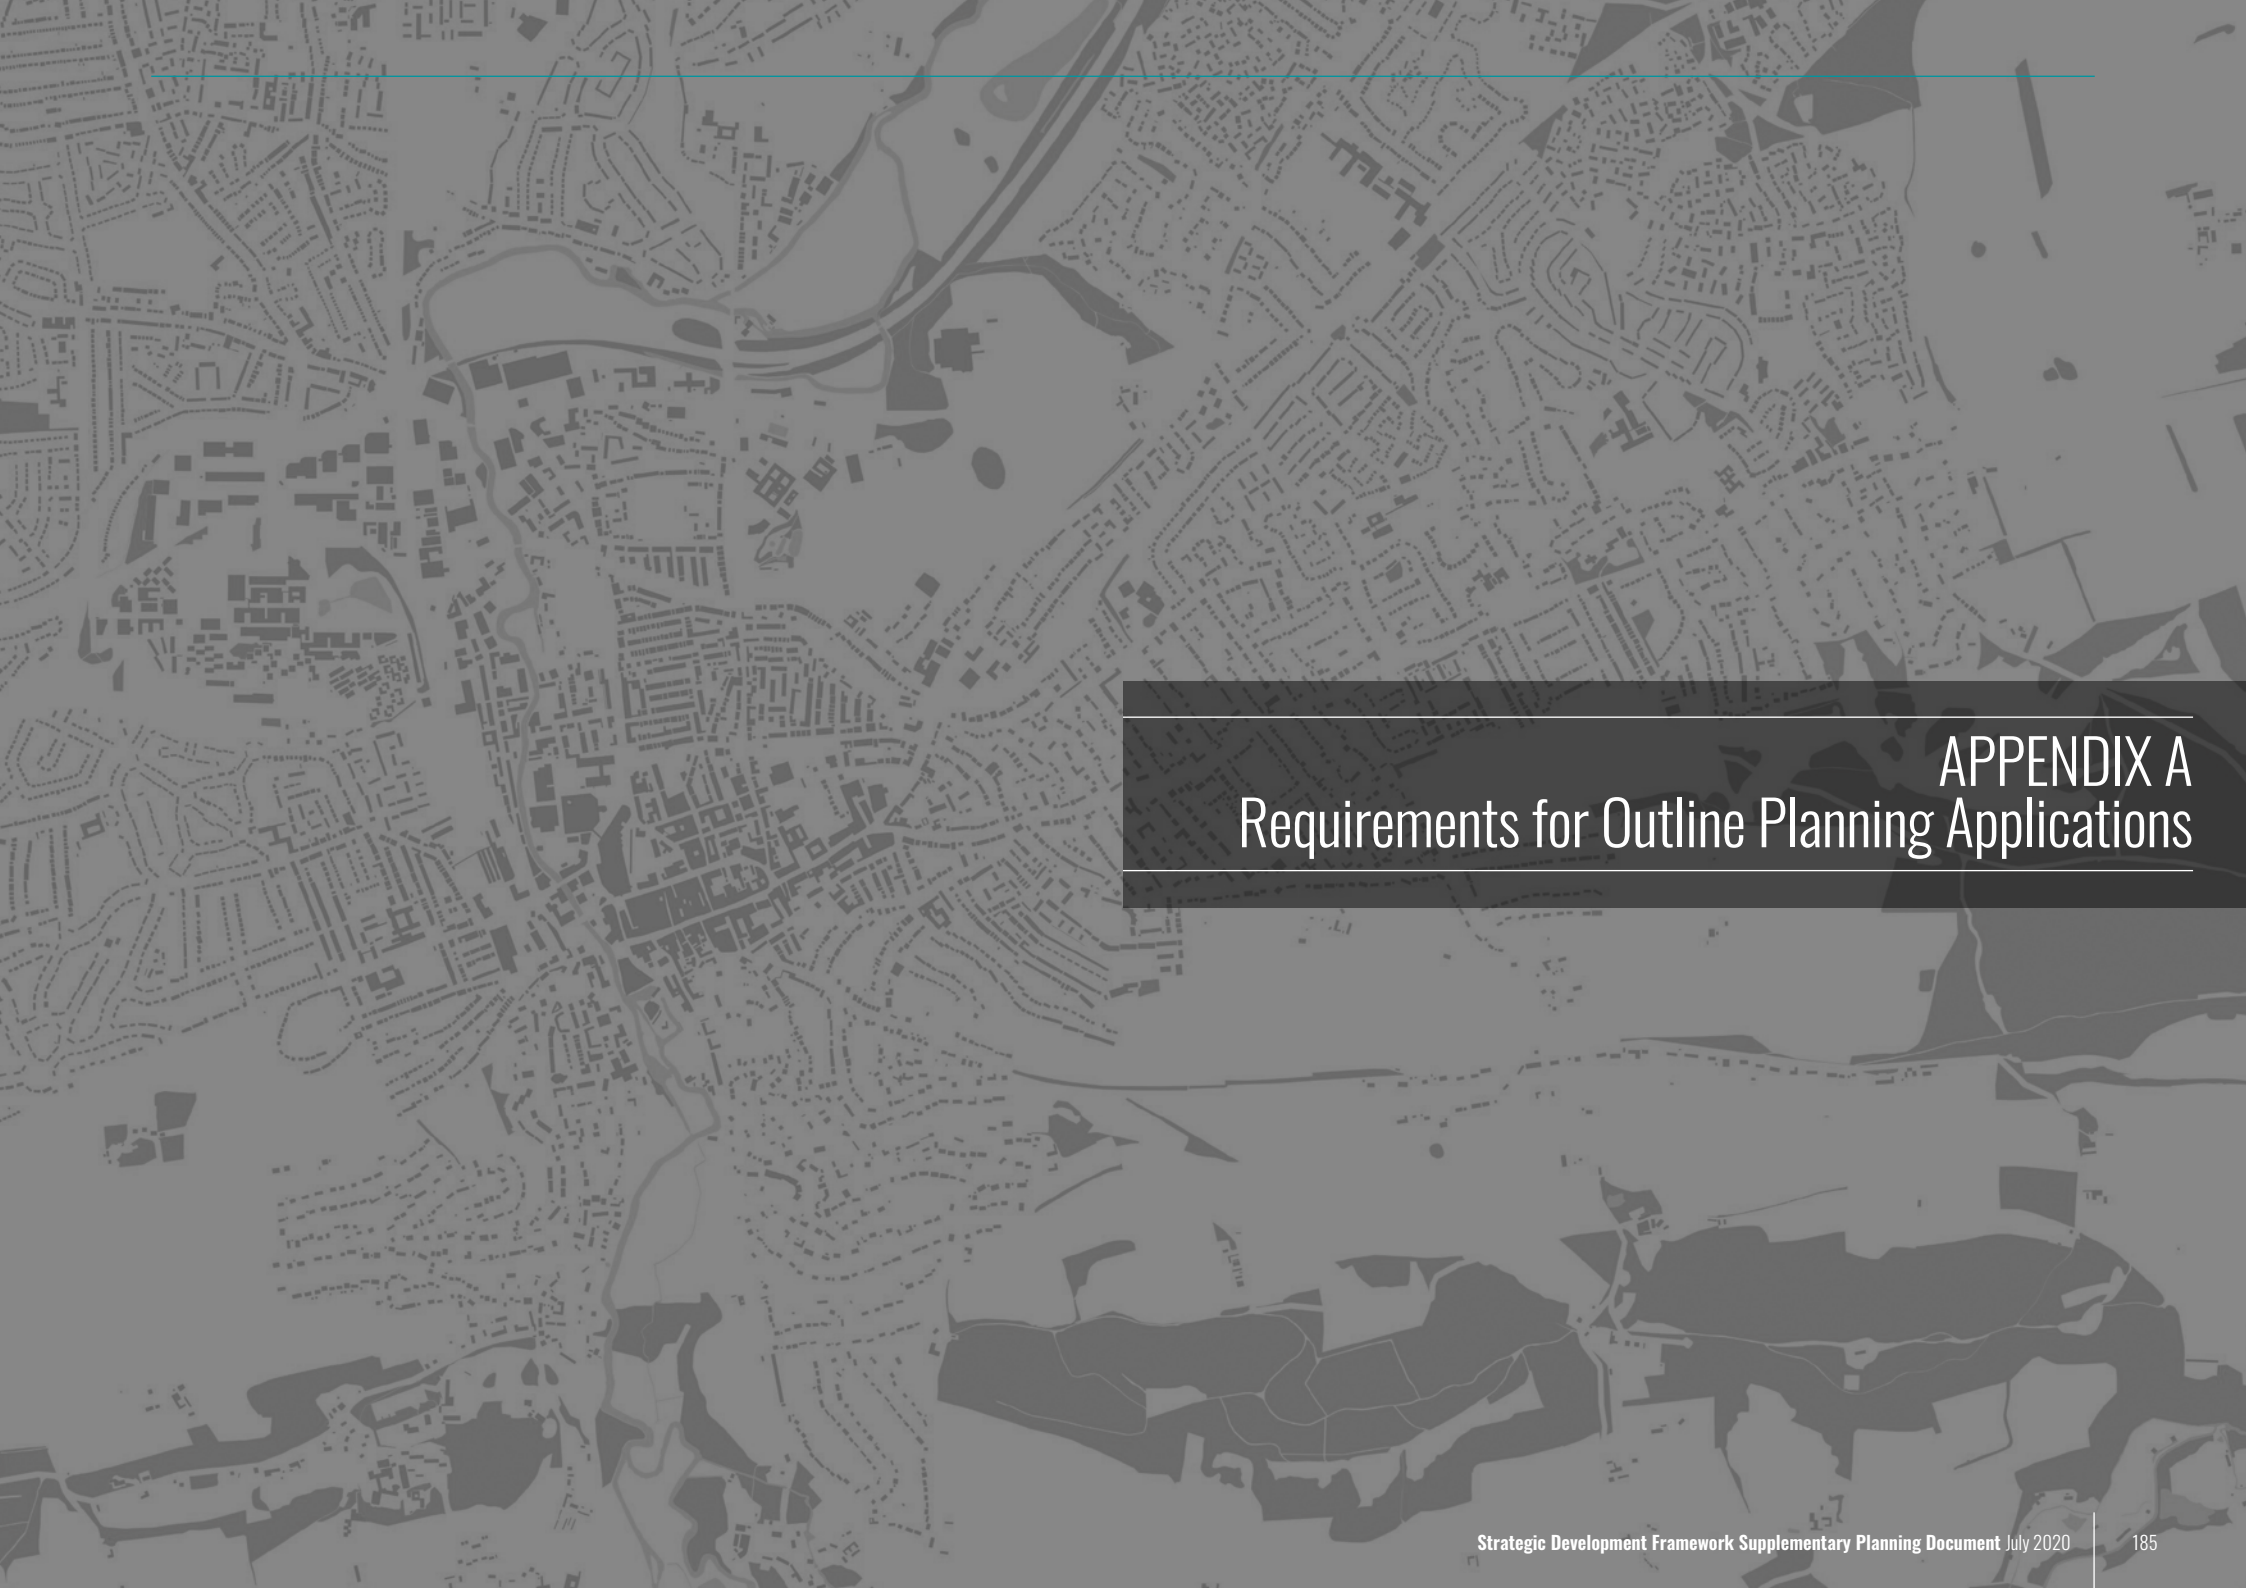 APPENDIX A
Requirements for Outline Planning Applications
Strategic Development Framework Supplementary Planning Document July 2020
185